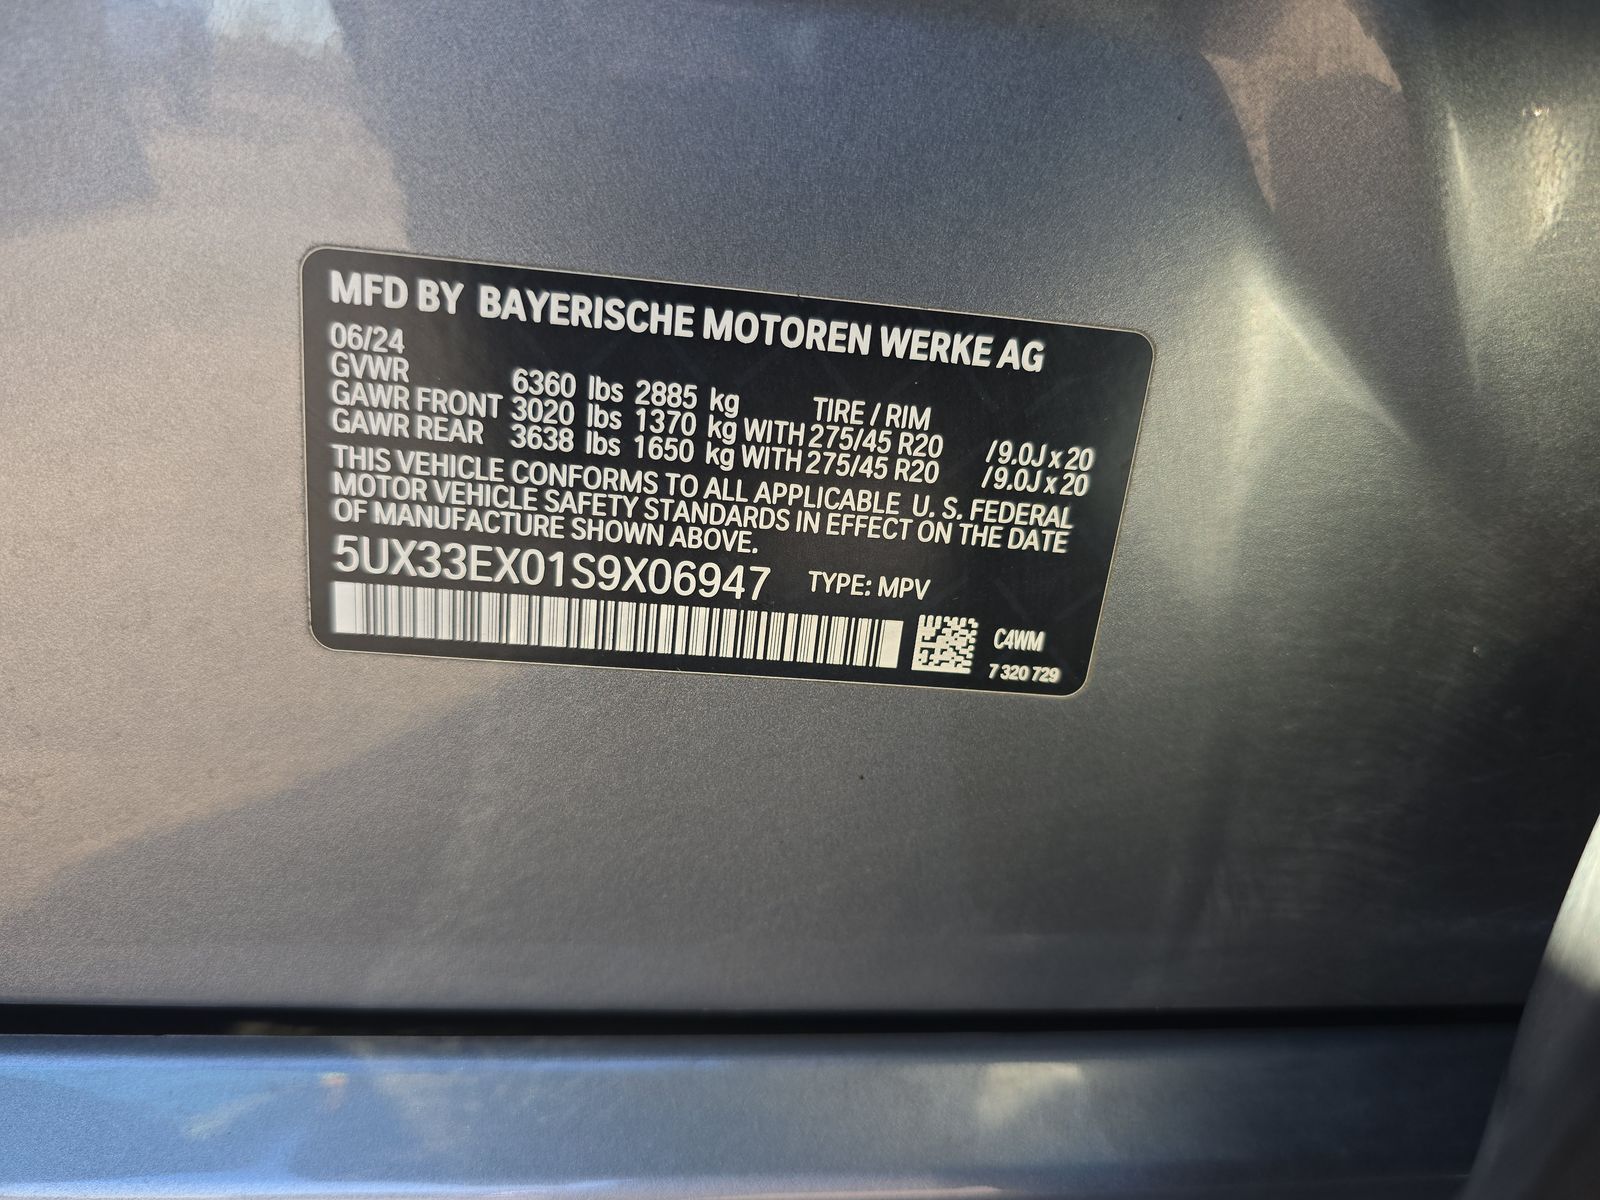 MFD BY BAYERISCHE MOTOREN WERKE AG
06/24
GVWR 6360 lbs 2885 kg TIRE / RIM
GAWR FRONT 3020 lbs 1370 kg WITH 275/45 R20 /9.0J x 20
GAWR REAR 3638 lbs 1650 kg WITH 275/45 R20 /9.0J x 20
THIS VEHICLE CONFORMS TO ALL APPLICABLE U. S. FEDERAL
MOTOR VEHICLE SAFETY STANDARDS IN EFFECT ON THE DATE
OF MANUFACTURE SHOWN ABOVE.
5UX33EX01S9X06947 TYPE: MPV
C4WM
7 320 729